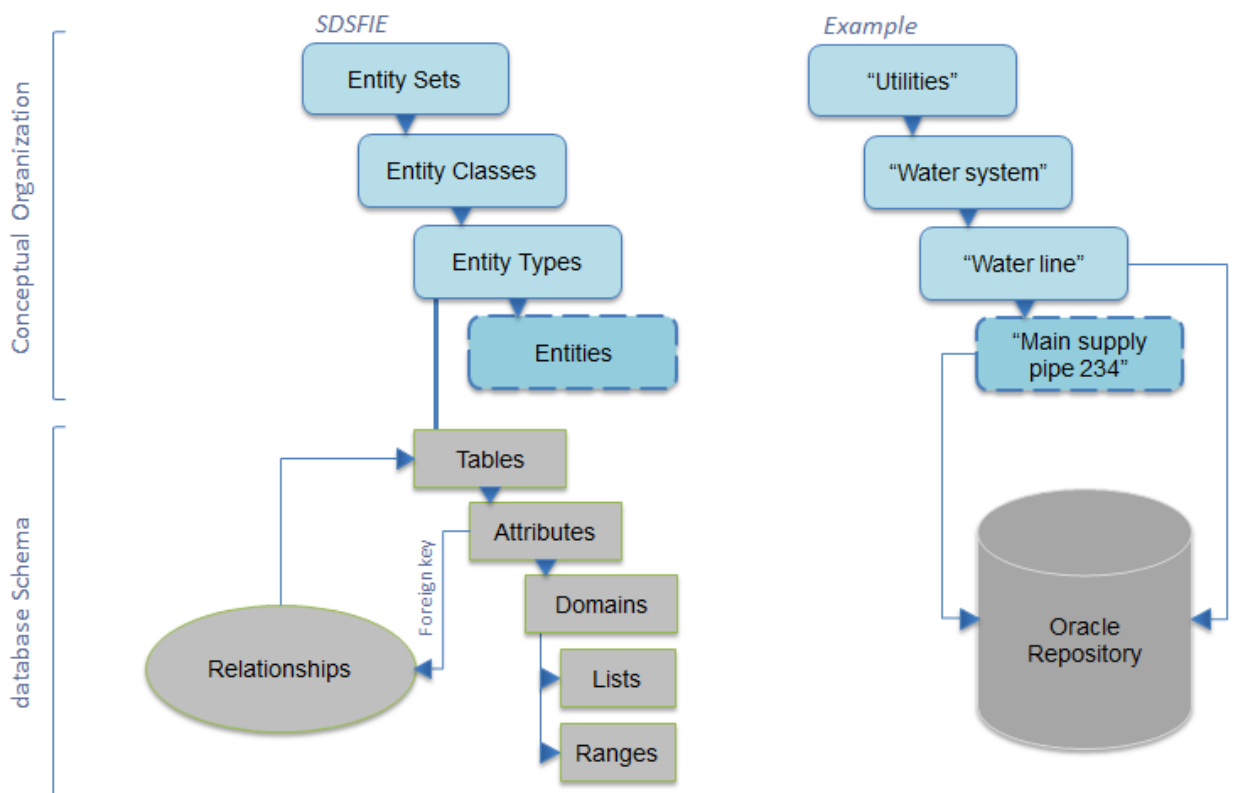 SDSFIE
Example
Conceptual Organization
Entity Sets
Entity Classes
Entity Types
Entities
“Utilities”
“Water system”
“Water line”
“Main supply
pipe 234”
database Schema
Tables
Attributes
Foreign key
Domains
Relationships
Lists
Ranges
Oracle
Repository